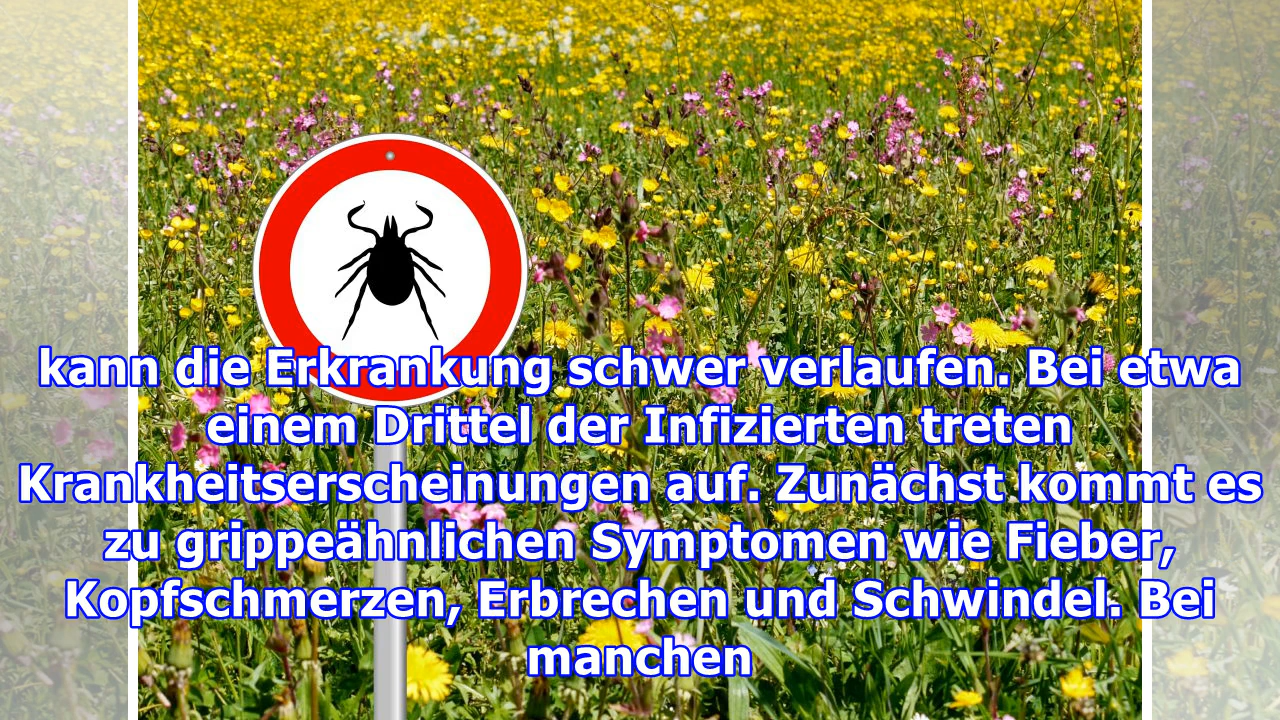 kann die Erkrankung schwer verlaufen. Bei etwa
einem Drittel der Infizierten treten
Krankheitserscheinungen auf. Zunächst kommt es
zu grippeähnlichen Symptomen wie Fieber,
Kopfschmerzen, Erbrechen und Schwindel. Bei
manchen